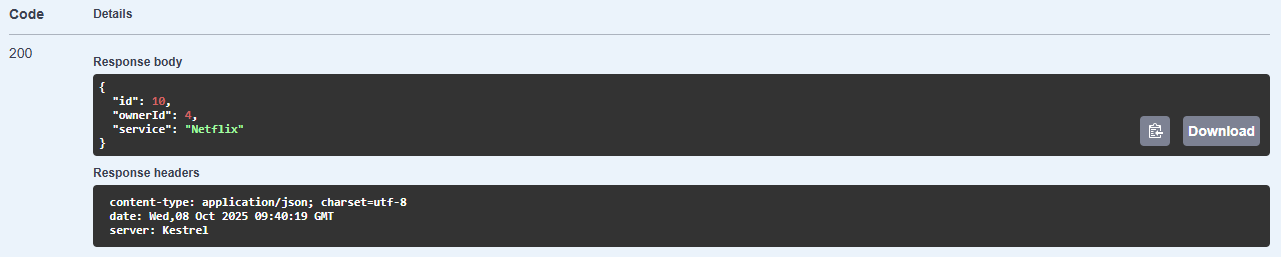 Code Details
200
Response body
{
  "id": 10,
  "ownerId": 4,
  "service": "Netflix"
}
Download
Response headers
content-type: application/json; charset=utf-8
date: Wed,08 Oct 2025 09:40:19 GMT
server: Kestrel